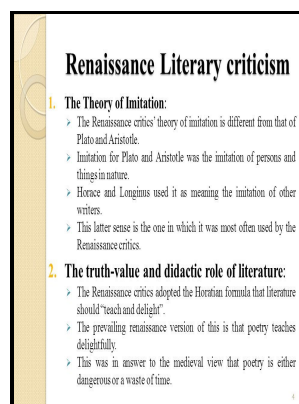 Renaissance Literary criticism
1. The Theory of Imitation:
The Renaissance critics' theory of imitation is different from that of
Plato and Aristotle.
Imitation for Plato and Aristotle was the imitation of persons and
things in nature.
Horace and Longinus used it as meaning the imitation of other
writers.
This latter sense is the one in which it was most often used by the
Renaissance critics.
2. The truth-value and didactic role of literature:
The Renaissance critics adopted the Horatian formula that literature
should "teach and delight".
The prevailing renaissance version of this is that poetry teaches
delightfully.
This was in answer to the medieval view that poetry is either
dangerous or a waste of time.